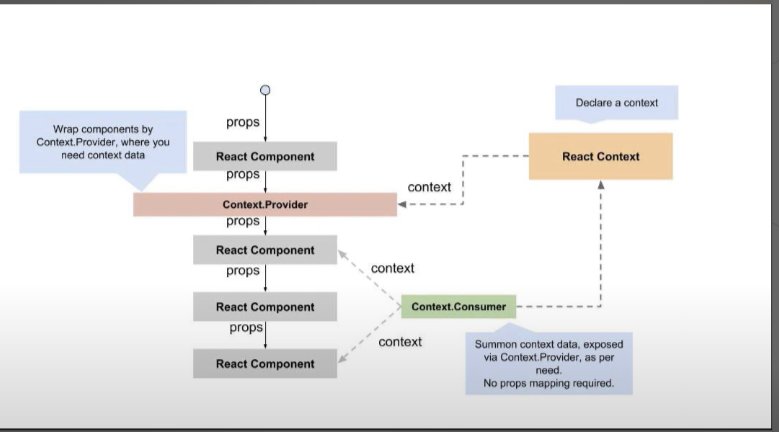 Declare a context
props
Wrap components by
Context.Provider, where you
need context data
React Component
React Context
props
context
Context.Provider
props
React Component
context
props
React Component
Context.Consumer
props
context
React Component
Summon context data, exposed
via Context.Provider, as per
need.
No props mapping required.